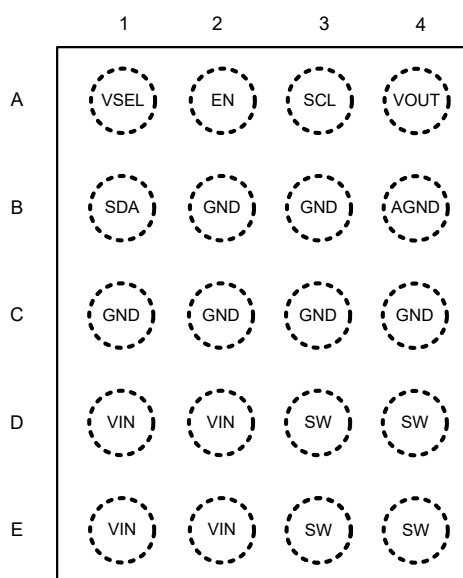 1 2 3 4
A VSEL EN SCL VOUT
B SDA GND GND AGND
C GND GND GND GND
D VIN VIN SW SW
E VIN VIN SW SW